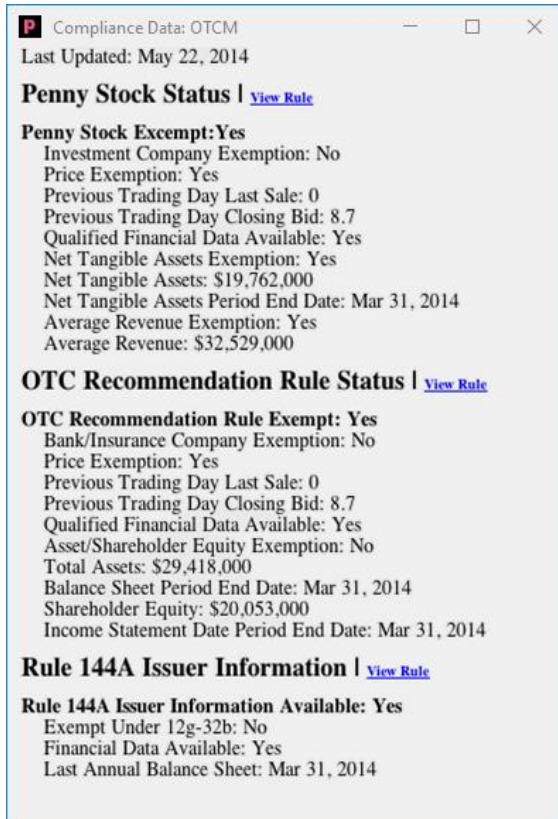 P Compliance Data: OTCM
Last Updated: May 22, 2014
Penny Stock Status | View Rule
Penny Stock Excempt:Yes
Investment Company Exemption: No
Price Exemption: Yes
Previous Trading Day Last Sale: 0
Previous Trading Day Closing Bid: 8.7
Qualified Financial Data Available: Yes
Net Tangible Assets Exemption: Yes
Net Tangible Assets: $19,762,000
Net Tangible Assets Period End Date: Mar 31, 2014
Average Revenue Exemption: Yes
Average Revenue: $32,529,000
OTC Recommendation Rule Status | View Rule
OTC Recommendation Rule Exempt: Yes
Bank/Insurance Company Exemption: No
Price Exemption: Yes
Previous Trading Day Last Sale: 0
Previous Trading Day Closing Bid: 8.7
Qualified Financial Data Available: Yes
Asset/Shareholder Equity Exemption: No
Total Assets: $29,418,000
Balance Sheet Period End Date: Mar 31, 2014
Shareholder Equity: $20,053,000
Income Statement Date Period End Date: Mar 31, 2014
Rule 144A Issuer Information | View Rule
Rule 144A Issuer Information Available: Yes
Exempt Under 12g-32b: No
Financial Data Available: Yes
Last Annual Balance Sheet: Mar 31, 2014